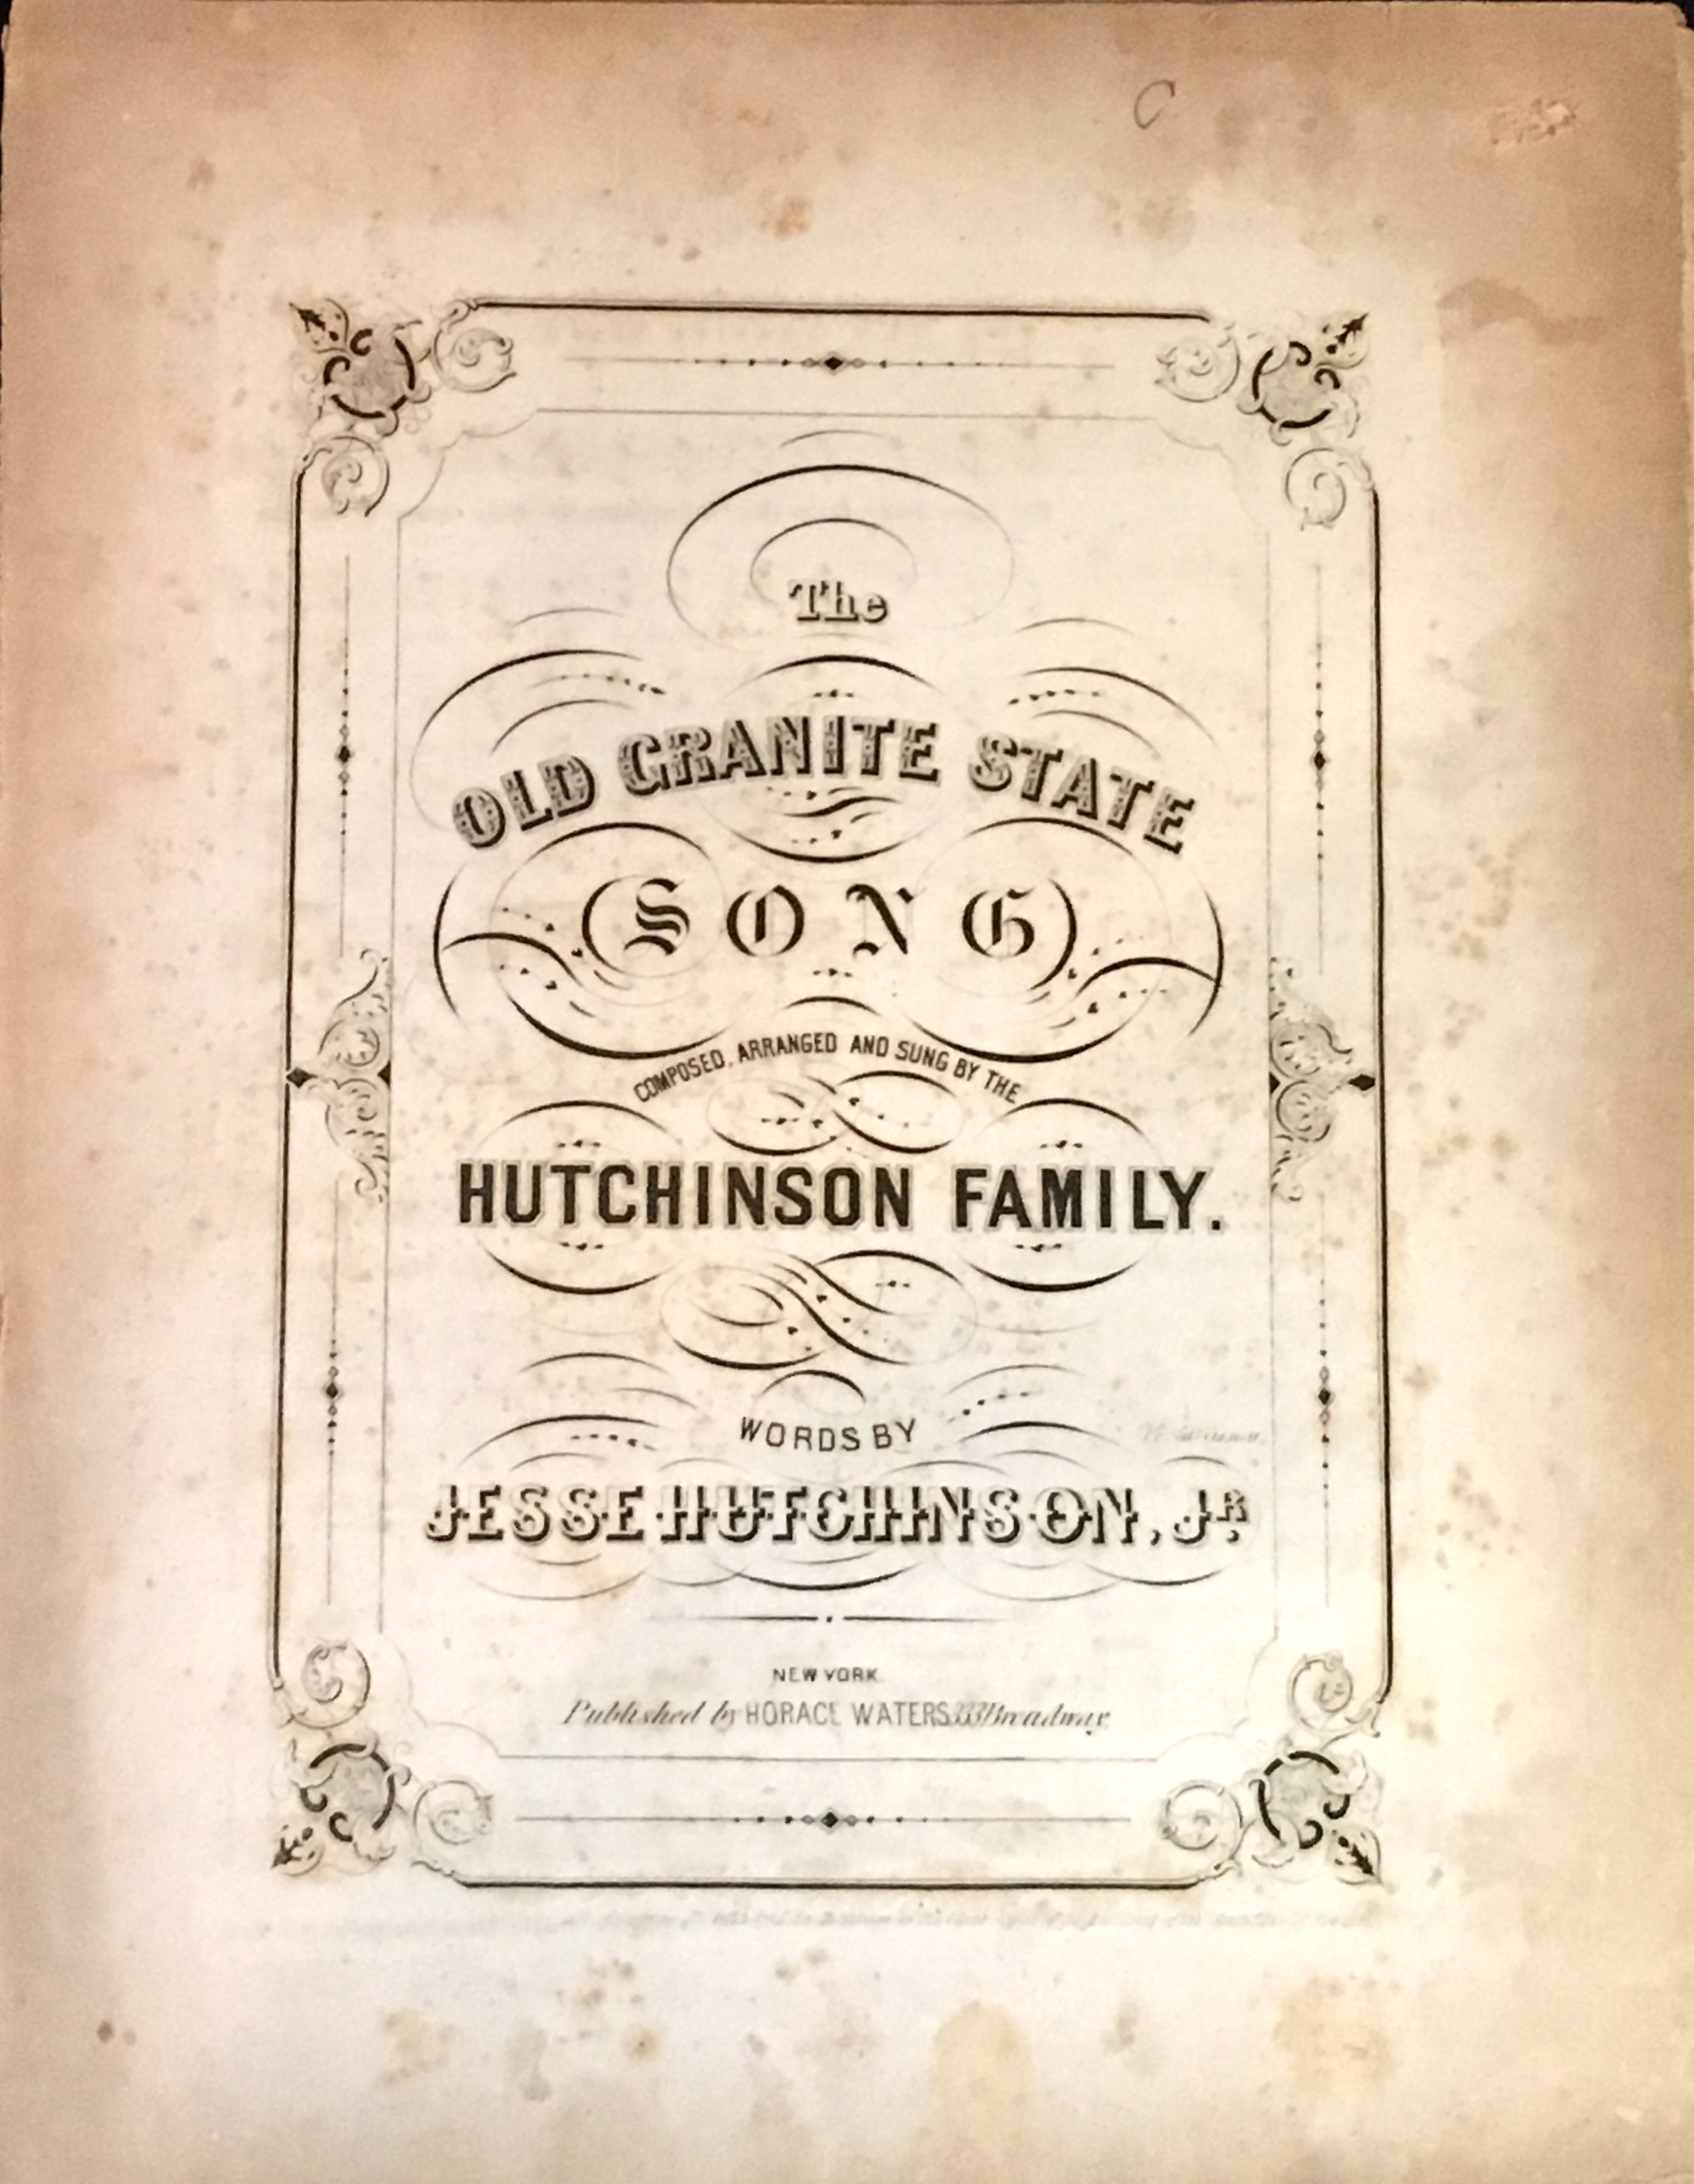 C
The
OLD GRANITE STATE
SONG
COMPOSED, ARRANGED AND SUNG BY THE
HUTCHINSON FAMILY.
WORDS BY
JESSE HUTCHINSON, JR.
NEW YORK
Published by HORACE WATERS 333 Broadway